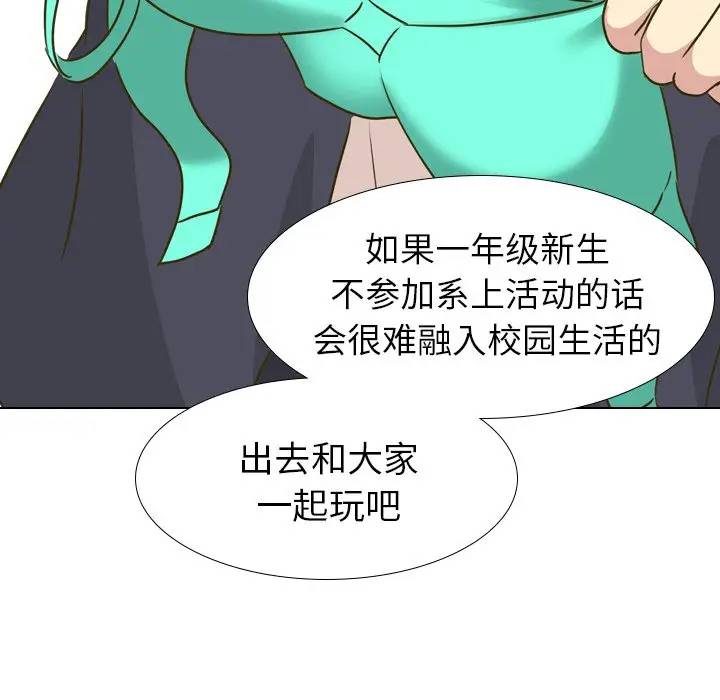 如果一年级新生
不参加系上活动的话
会很难融入校园生活的
出去和大家
一起玩吧